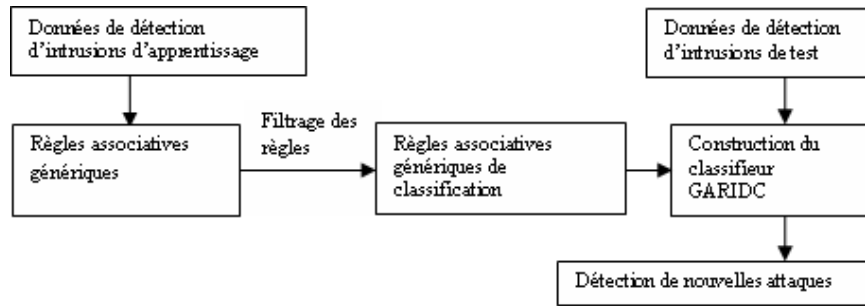 Données de détection
d'intrusions d'apprentissage
Données de détection
d'intrusions de test
Règles associatives
génériques
Filtrage des
règles
Règles associatives
génériques de
classification
Construction du
classifieur
GARIDC
Détection de nouvelles attaques